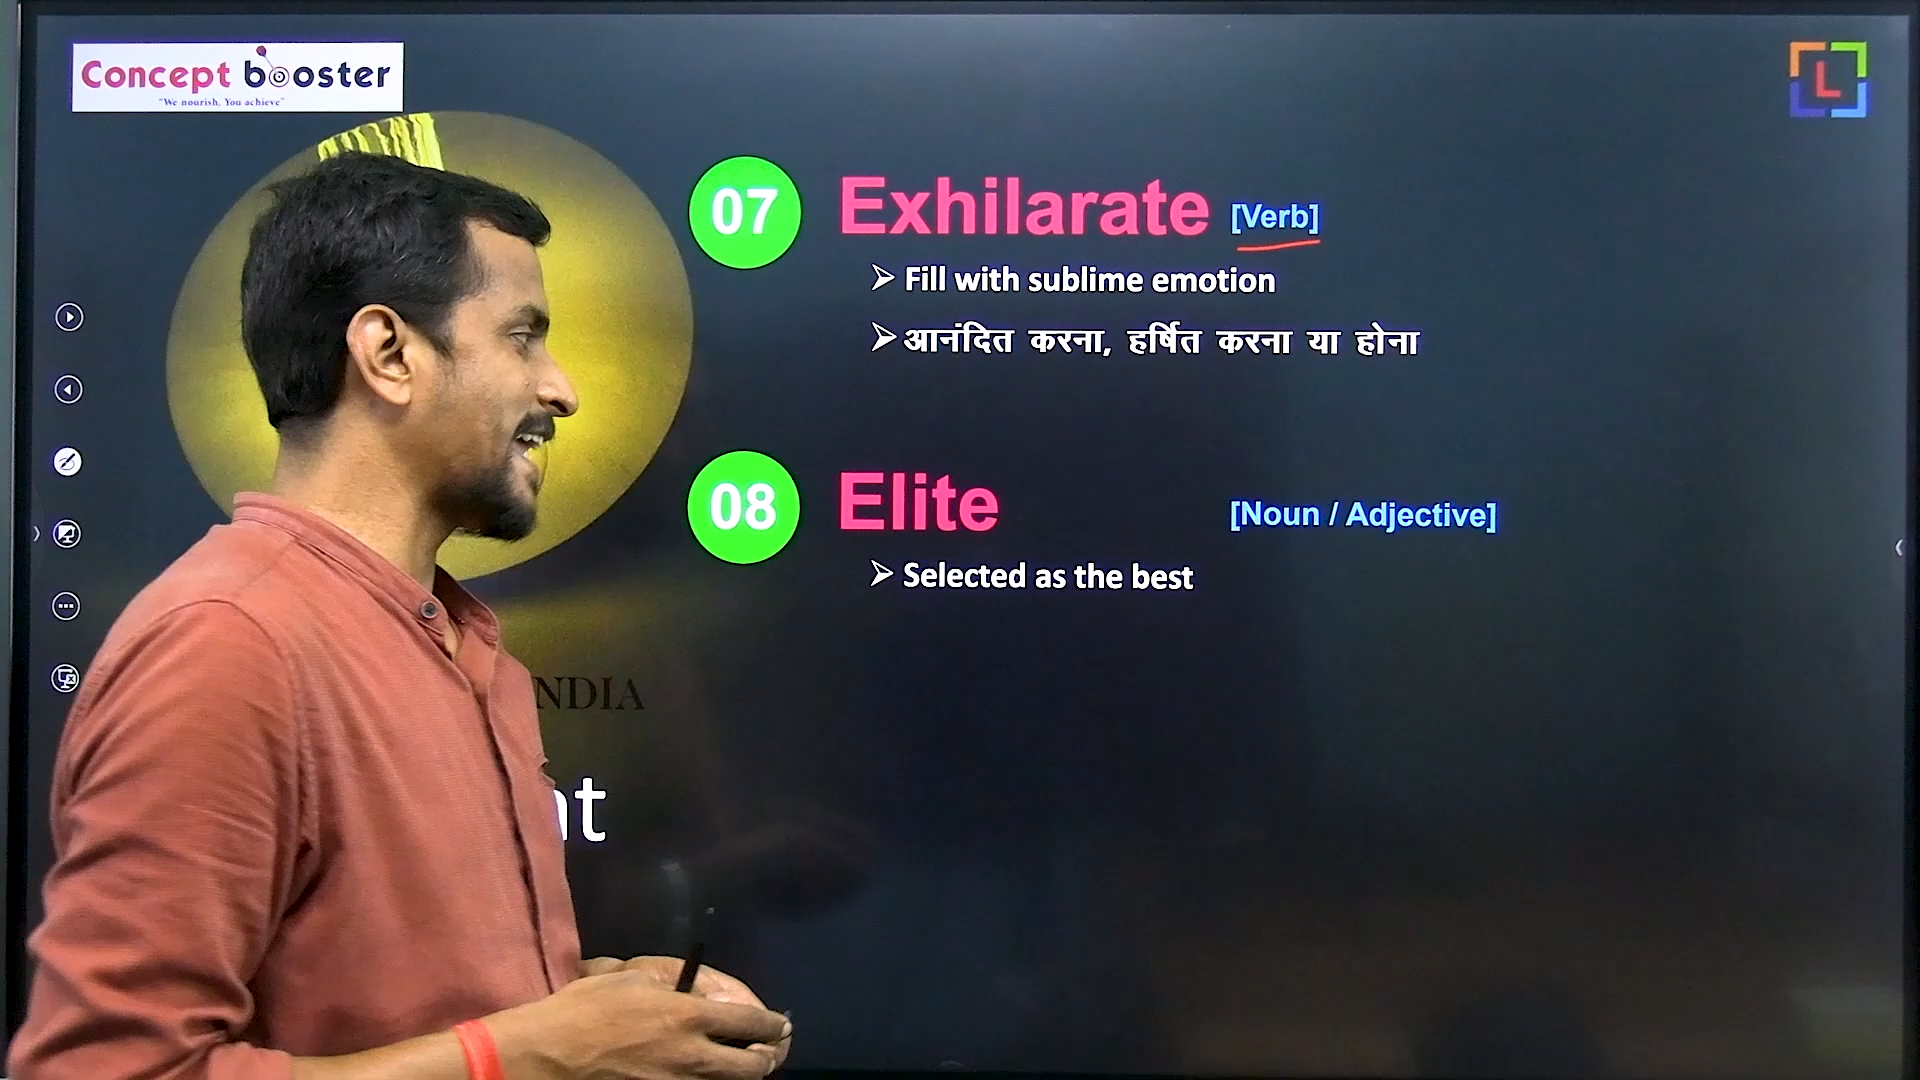 Concept booster
"We nourish, You achieve"
L
07 Exhilarate [Verb]
➢ Fill with sublime emotion
➢ आनंदित करना, हर्षित करना या होना
08 Elite [Noun / Adjective]
➢ Selected as the best
NDIA